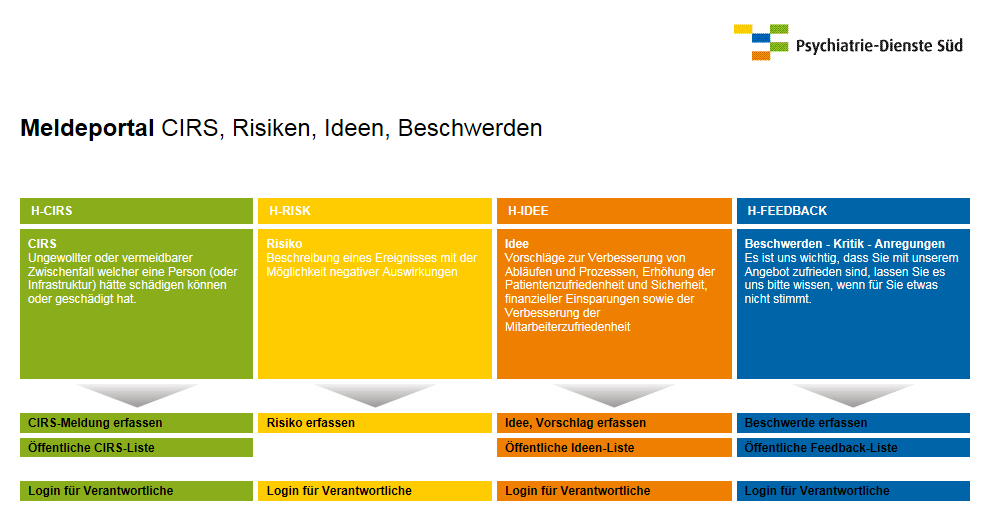 Psychiatrie-Dienste Süd
Meldeportal CIRS, Risiken, Ideen, Beschwerden
H-CIRS
CIRS
Ungewollter oder vermeidbarer
Zwischenfall welcher eine Person (oder
Infrastruktur) hätte schädigen können
oder geschädigt hat.
CIRS-Meldung erfassen
Öffentliche CIRS-Liste
Login für Verantwortliche
H-RISK
Risiko
Beschreibung eines Ereignisses mit der
Möglichkeit negativer Auswirkungen
Risiko erfassen
Login für Verantwortliche
H-IDEE
Idee
Vorschläge zur Verbesserung von
Abläufen und Prozessen, Erhöhung der
Patientenzufriedenheit und Sicherheit,
finanzieller Einsparungen sowie der
Verbesserung der
Mitarbeiterzufriedenheit
Idee, Vorschlag erfassen
Öffentliche Ideen-Liste
Login für Verantwortliche
H-FEEDBACK
Beschwerden - Kritik - Anregungen
Es ist uns wichtig, dass Sie mit unserem
Angebot zufrieden sind, lassen Sie es
uns bitte wissen, wenn für Sie etwas
nicht stimmt.
Beschwerde erfassen
Öffentliche Feedback-Liste
Login für Verantwortliche